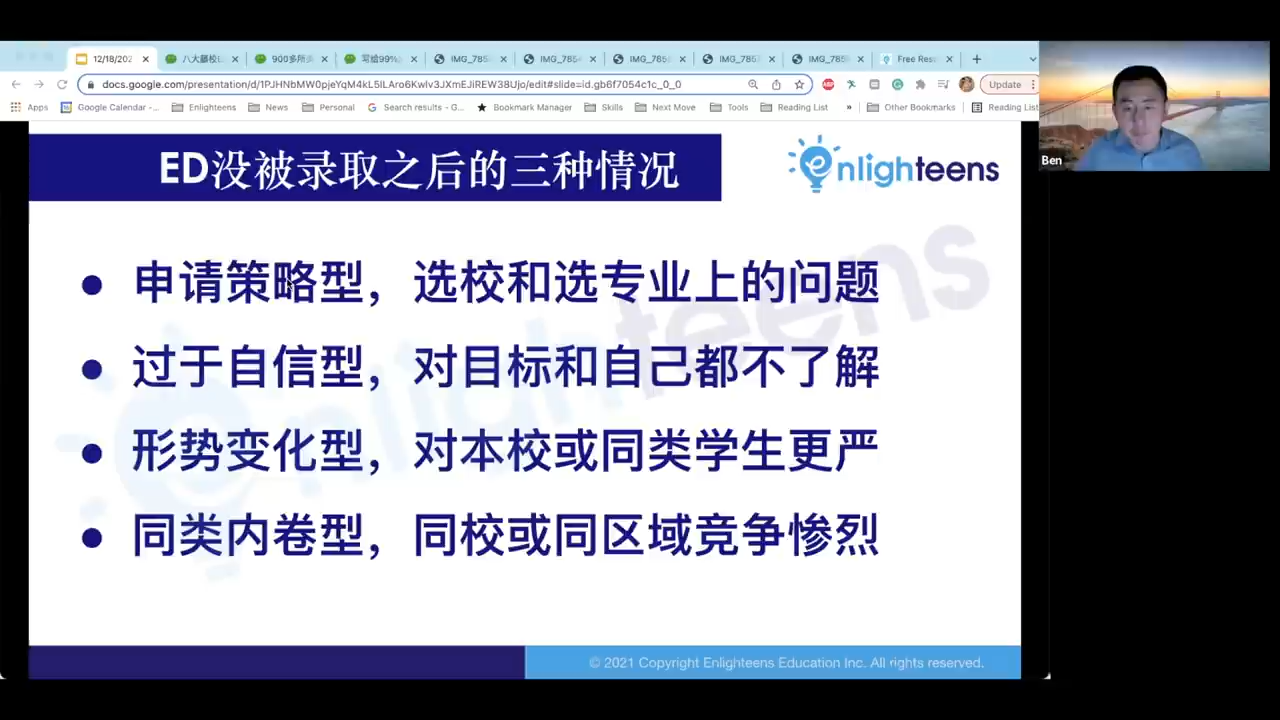 12/18/202
八大藤校
900多所
写给99%
IMG_785
IMG_785
IMG_785
IMG_785
IMG_785
Free Res
docs.google.com/presentation/d/1PJHNbMW0pjeYqM4kL5lLAro6Kwlv3JXmEJiREW38Ujo/edit#slide=id.gb6f7054c1c_0_0
Update
Apps Google Calendar -... Enlighteens News Personal Search results - G... Bookmark Manager Skills Next Move Tools Reading List » Other Bookmarks Reading List
Ben
ED没被录取之后的三种情况
enlighteens
● 申请策略型，选校和选专业上的问题
● 过于自信型，对目标和自己都不了解
● 形势变化型，对本校或同类学生更严
● 同类内卷型，同校或同区域竞争惨烈
enlighteens
© 2021 Copyright Enlighteens Education Inc. All rights reserved.